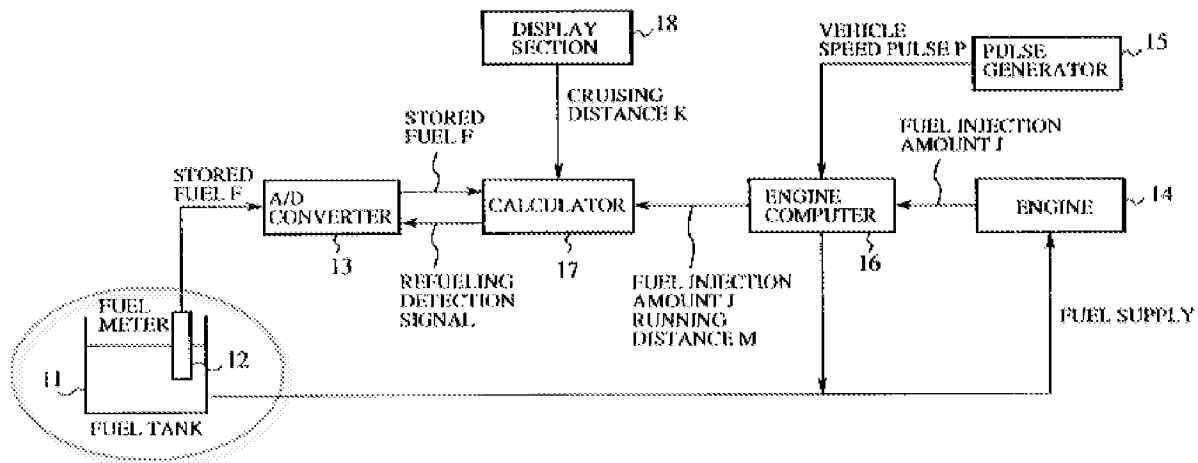 DISPLAY
SECTION
18
VEHICLE
SPEED PULSE P
PULSE
GENERATOR
15
CRUISING
DISTANCE K
STORED
FUEL F
FUEL INJECTION
AMOUNT J
STORED
FUEL F
A/D
CONVERTER
13
CALCULATOR
17
ENGINE
COMPUTER
16
ENGINE
14
REFUELING
DETECTION
SIGNAL
FUEL INJECTION
AMOUNT J
RUNNING
DISTANCE M
FUEL SUPPLY
FUEL
METER
12
11
FUEL TANK